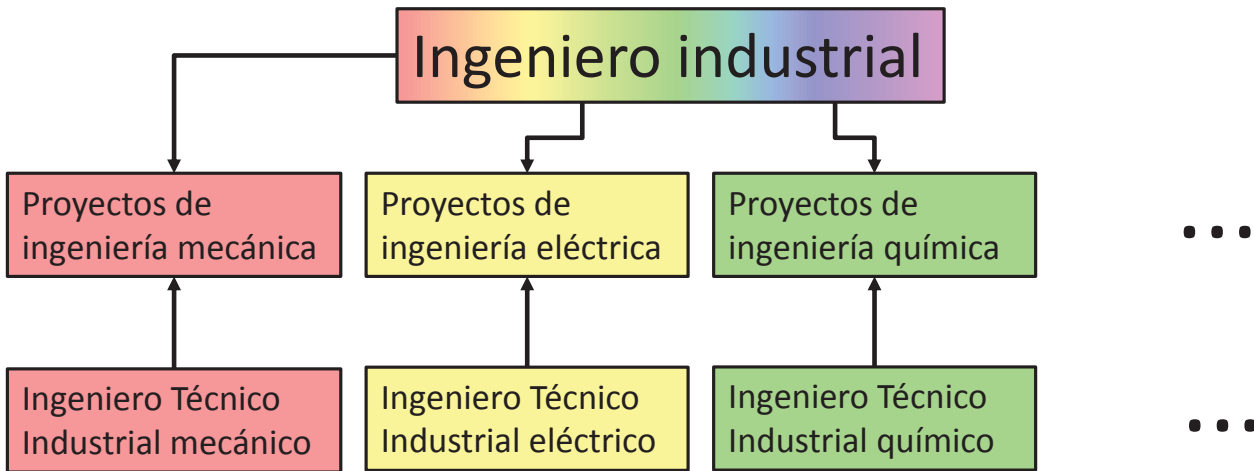 Ingeniero industrial
Proyectos de
ingeniería mecánica
Proyectos de
ingeniería eléctrica
Proyectos de
ingeniería química
...
Ingeniero Técnico
Industrial mecánico
Ingeniero Técnico
Industrial eléctrico
Ingeniero Técnico
Industrial químico
...